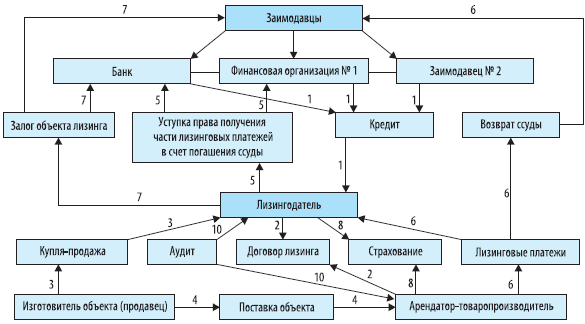 7
Заимодавцы
6
Банк
Финансовая организация № 1
Заимодавец № 2
7
5
5
1
1
1
Залог объекта лизинга
Уступка права получения
части лизинговых платежей
в счет погашения ссуды
Кредит
Возврат ссуды
7
5
1
6
Лизингодатель
3
10
2
8
6
Купля–продажа
Аудит
Договор лизинга
Страхование
Лизинговые платежи
3
10
2
8
6
Изготовитель объекта (продавец)
4
Поставка объекта
4
Арендатор–товаропроизводитель